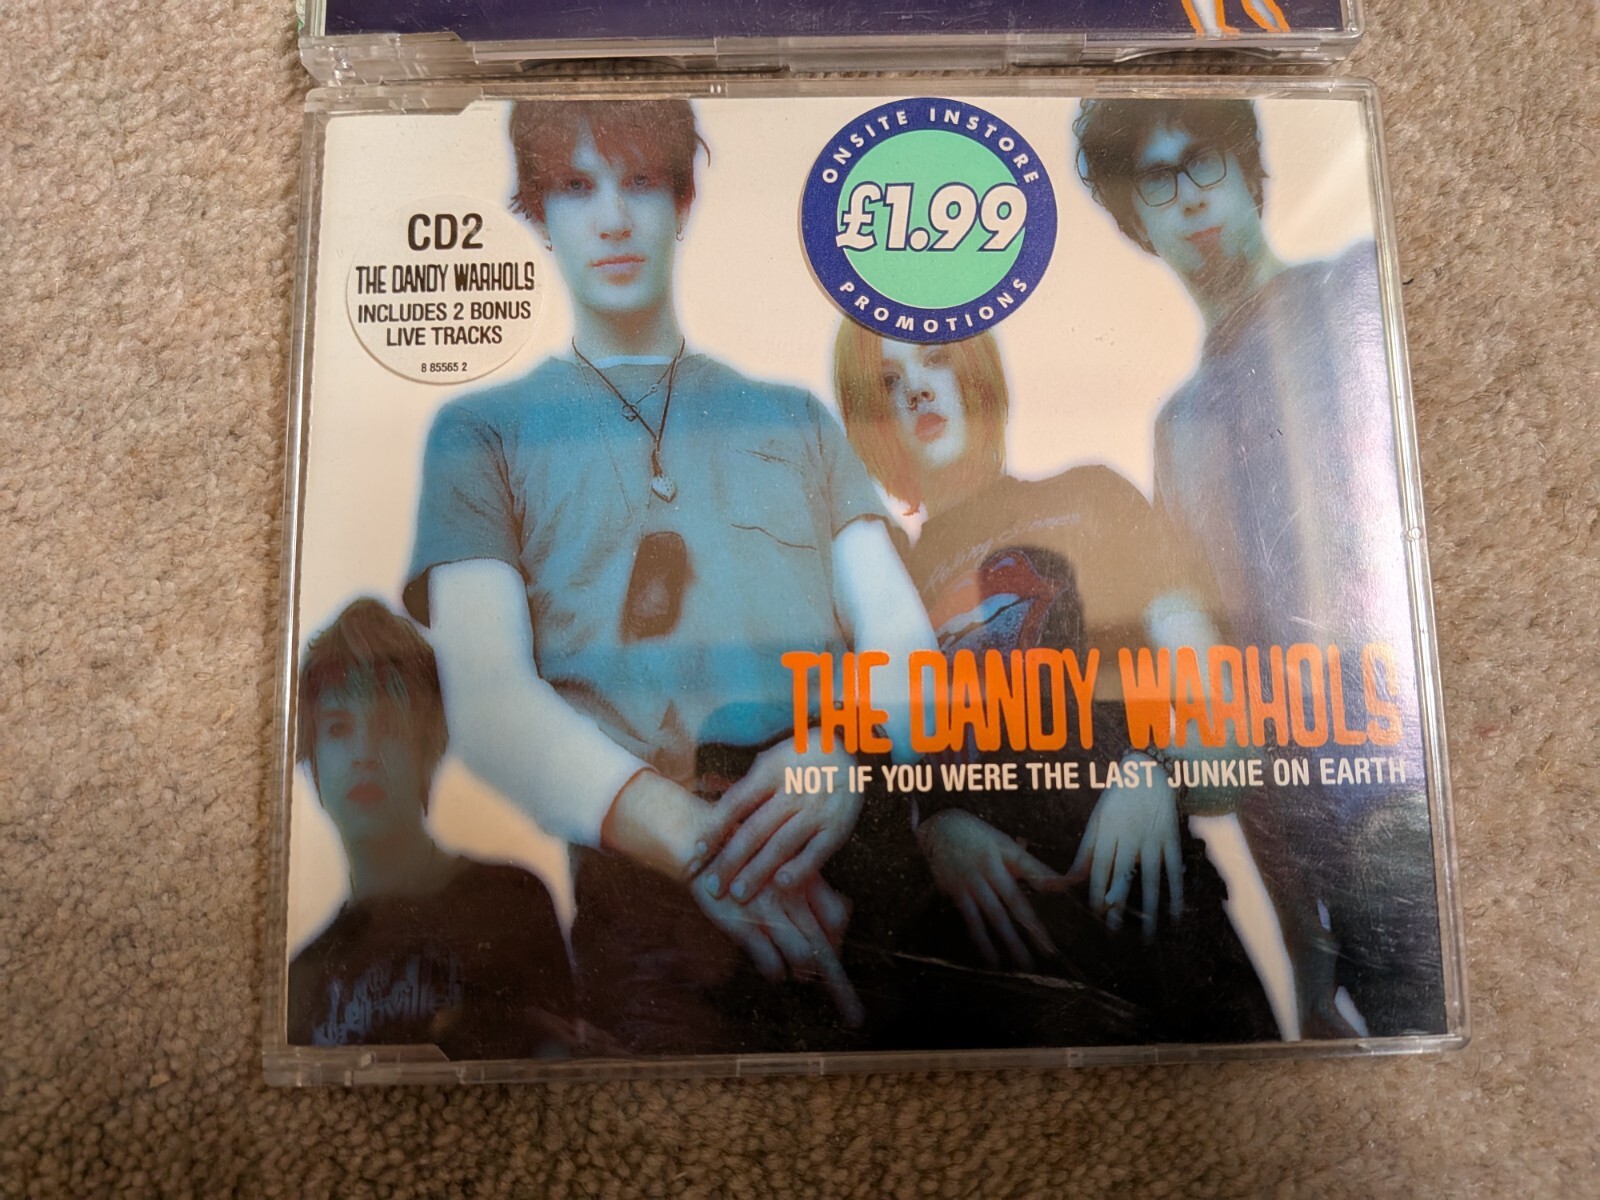 ONSITE INSTORE
£1.99
PROMOTIONS
CD2
THE DANDY WARHOLS
INCLUDES 2 BONUS
LIVE TRACKS
8 85565 2
THE DANDY WARHOLS
NOT IF YOU WERE THE LAST JUNKIE ON EARTH